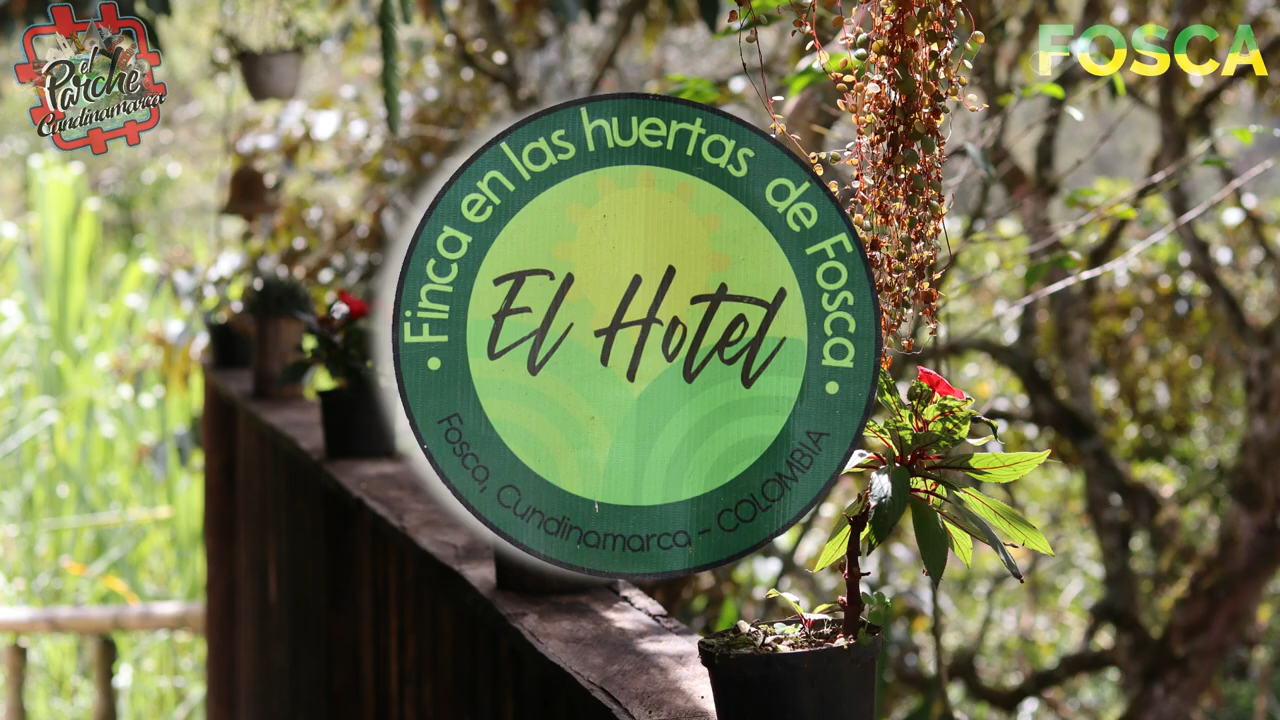 el
Parche
Cundinamarca
FOSCA
• Finca en las huertas de Fosca •
El Hotel
Fosca, Cundinamarca - COLOMBIA